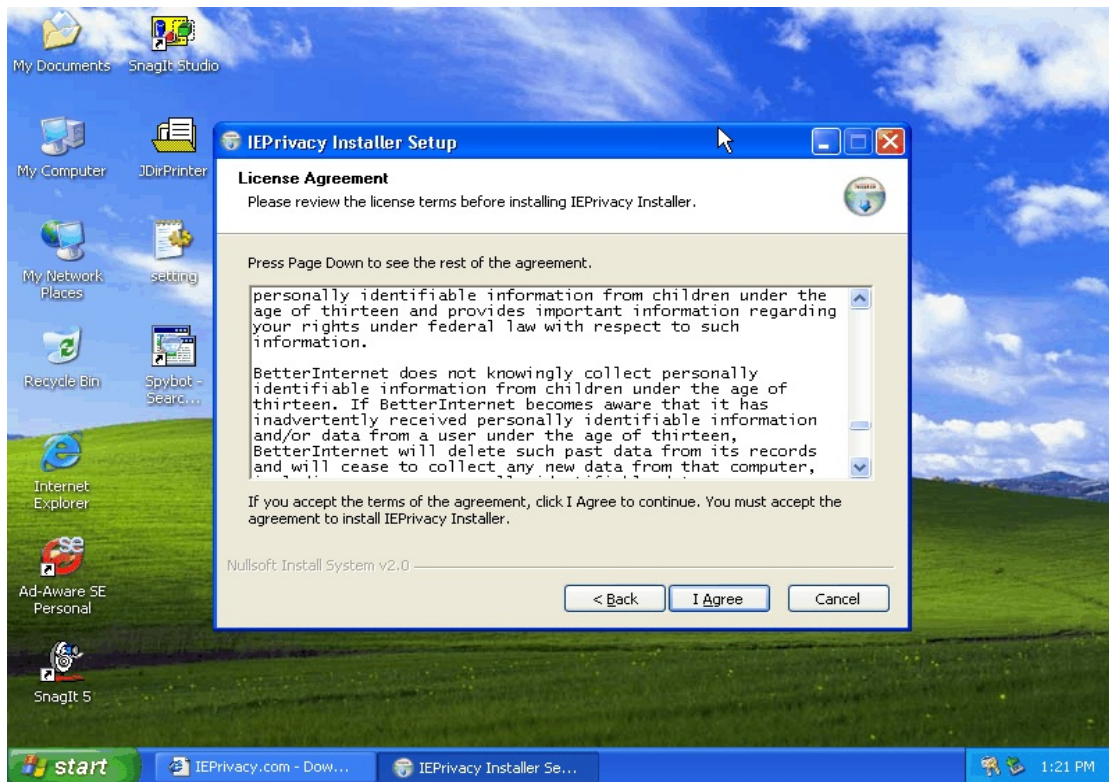 My Documents
SnagIt Studio
My Computer
JDirPrinter
My Network
Places
setting
Recycle Bin
Spybot -
Searc...
Internet
Explorer
Ad-Aware SE
Personal
SnagIt 5
IEPrivacy Installer Setup
License Agreement
Please review the license terms before installing IEPrivacy Installer.
Press Page Down to see the rest of the agreement.
personally identifiable information from children under the
age of thirteen and provides important information regarding
your rights under federal law with respect to such
information.
BetterInternet does not knowingly collect personally
identifiable information from children under the age of
thirteen. If BetterInternet becomes aware that it has
inadvertently received personally identifiable information
and/or data from a user under the age of thirteen,
BetterInternet will delete such past data from its records
and will cease to collect any new data from that computer,
If you accept the terms of the agreement, click I Agree to continue. You must accept the
agreement to install IEPrivacy Installer.
Nullsoft Install System v2.0
< Back
I Agree
Cancel
start
IEPrivacy.com - Dow...
IEPrivacy Installer Se...
1:21 PM